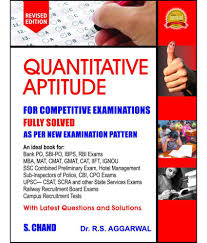 REVISED
EDITION
QUANTITATIVE
APTITUDE
FOR COMPETITIVE EXAMINATIONS
FULLY SOLVED
AS PER NEW EXAMINATION PATTERN
An ideal book for:
Bank PO, SBI-PO, IBPS, RBI Exams
MBA, MAT, CMAT, GMAT, CAT, IIFT, IGNOU
SSC Combined Preliminary Exam, Hotel Management
Sub-Inspectors of Police, CBI, CPO Exams
UPSC— CSAT, SCRA and other State Services Exams
Railway Recruitment Board Exams
Campus Recruitment Tests
With Latest Questions and Solutions
S. CHAND
Dr. R.S. AGGARWAL